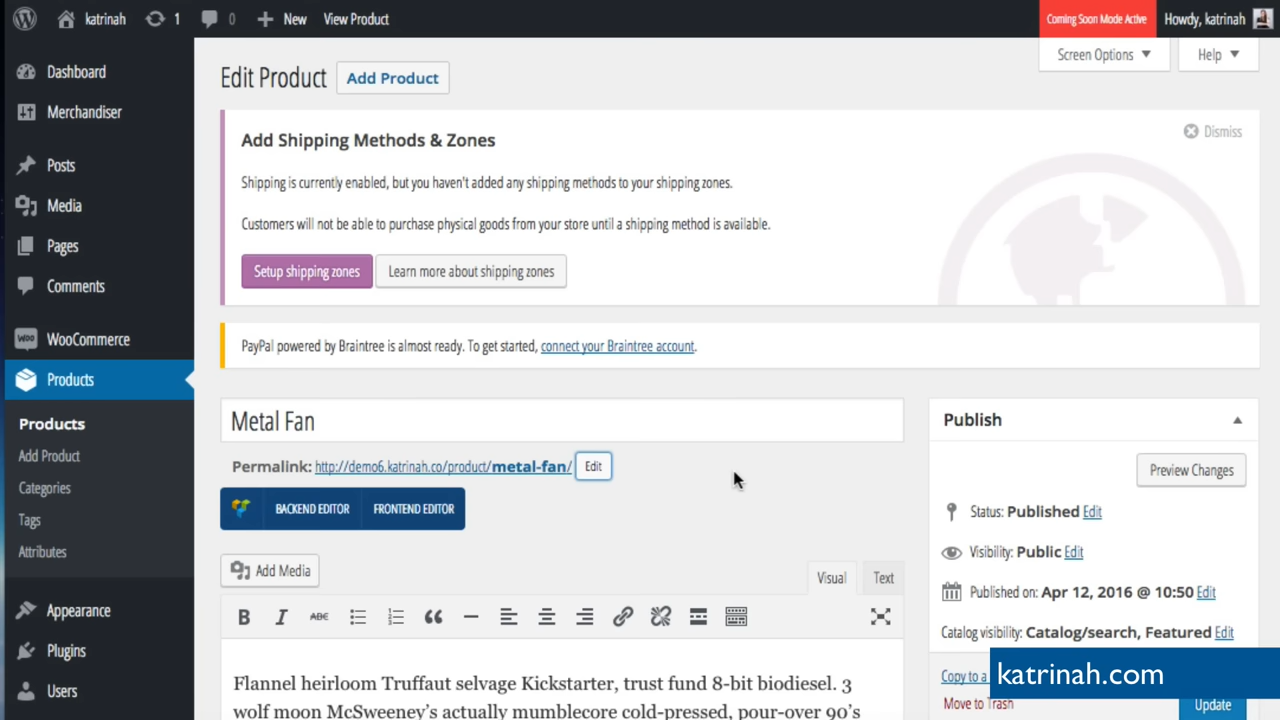 katrinah 1 0 New View Product
Coming Soon Mode Active Howdy, katrinah
Screen Options Help
Dashboard
Merchandiser
Posts
Media
Pages
Comments
WooCommerce
Products
Products
Add Product
Categories
Tags
Attributes
Appearance
Plugins
Users
Edit Product Add Product
Add Shipping Methods & Zones
Dismiss
Shipping is currently enabled, but you haven't added any shipping methods to your shipping zones.
Customers will not be able to purchase physical goods from your store until a shipping method is available.
Setup shipping zones Learn more about shipping zones
PayPal powered by Braintree is almost ready. To get started, connect your Braintree account.
Metal Fan
Permalink: http://demo6.katrinah.co/product/metal-fan/ Edit
BACKEND EDITOR FRONTEND EDITOR
Add Media
Visual Text
B I ABC
Flannel heirloom Truffaut selvage Kickstarter, trust fund 8-bit biodiesel. 3
wolf moon McSweeney's actually mumblecore cold-pressed, pour-over 90's
Publish
Preview Changes
Status: Published Edit
Visibility: Public Edit
Published on: Apr 12, 2016 @ 10:50 Edit
Catalog visibility: Catalog/search, Featured Edit
Copy to a
Move to Trash
Update
katrinah.com